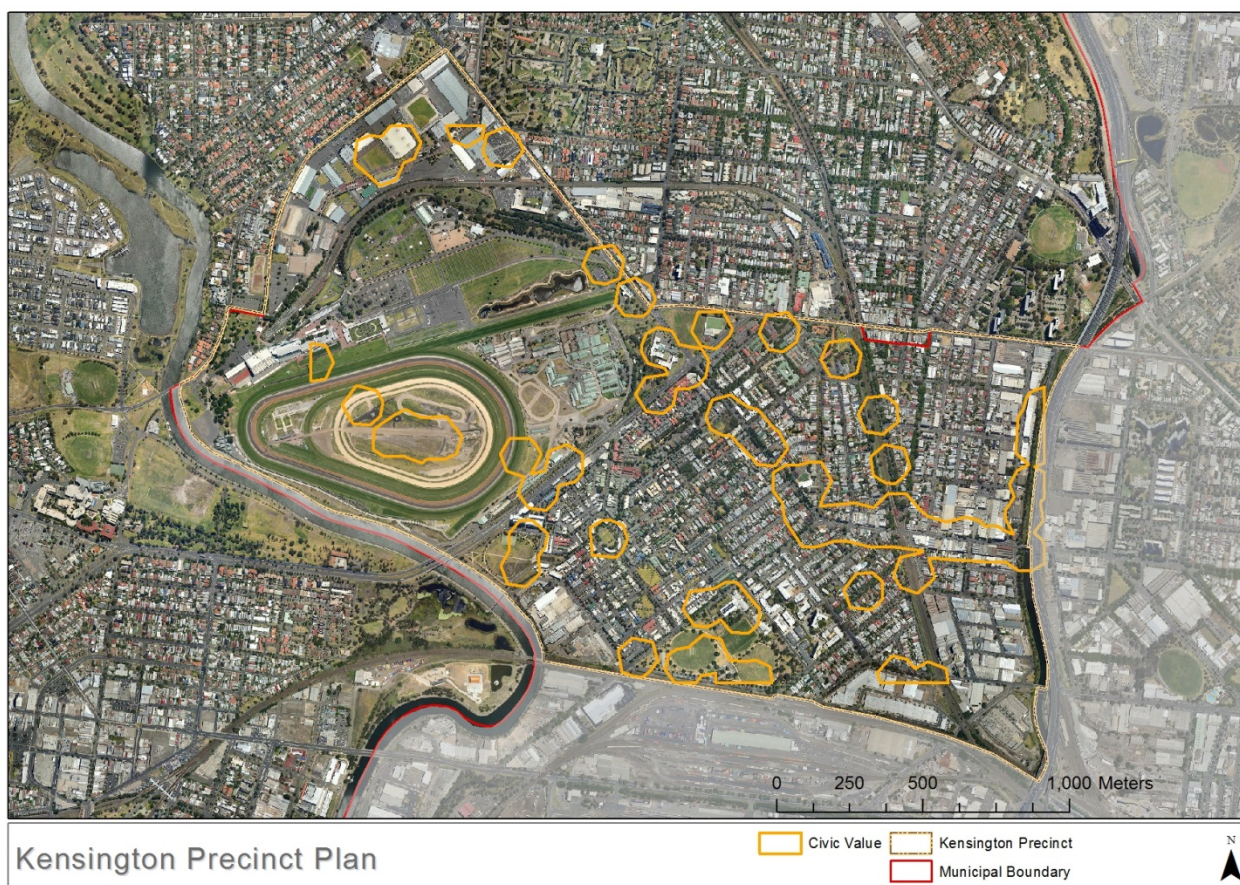 0 250 500 1,000 Meters
Kensington Precinct Plan
Civic Value
Kensington Precinct
Municipal Boundary
N